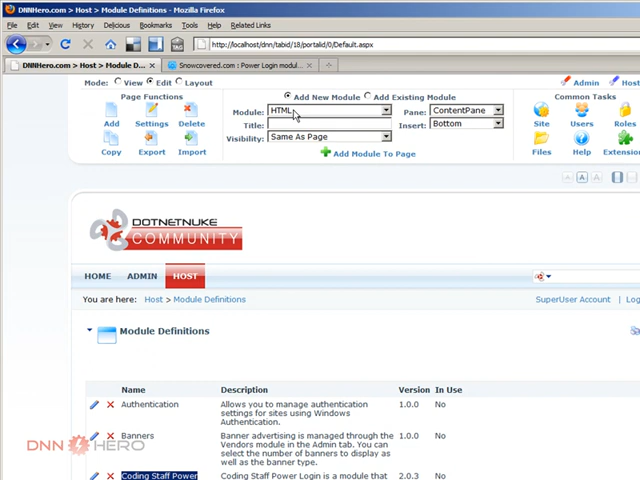 DNNHero.com > Host > Module Definitions - Mozilla Firefox
File Edit View History Delicious Bookmarks Tools Help Related Links
http://localhost/dnn/tabid/18/portalid/0/Default.aspx
DNNHero.com > Host > Module D... Snowcovered.com : Power Login modul...
Mode: View Edit Layout Admin Host
Page Functions Add New Module Add Existing Module Common Tasks
Module: HTML Pane: ContentPane
Add Settings Delete Title: Insert: Bottom Site Users Roles
Visibility: Same As Page
Copy Export Import Add Module To Page Files Help Extension
DOTNETNUKE
COMMUNITY
HOME ADMIN HOST
You are here: Host > Module Definitions SuperUser Account Log
Module Definitions
Name Description Version In Use
Authentication Allows you to manage authentication settings for sites using Windows Authentication. 1.0.0 No
Banners Banner advertising is managed through the Vendors module in the Admin tab. You can select the number of banners to display as well as the banner type. 1.0.0 No
Coding Staff Power Coding Staff Power Login is a module that 2.0.3 No
DNN HERO